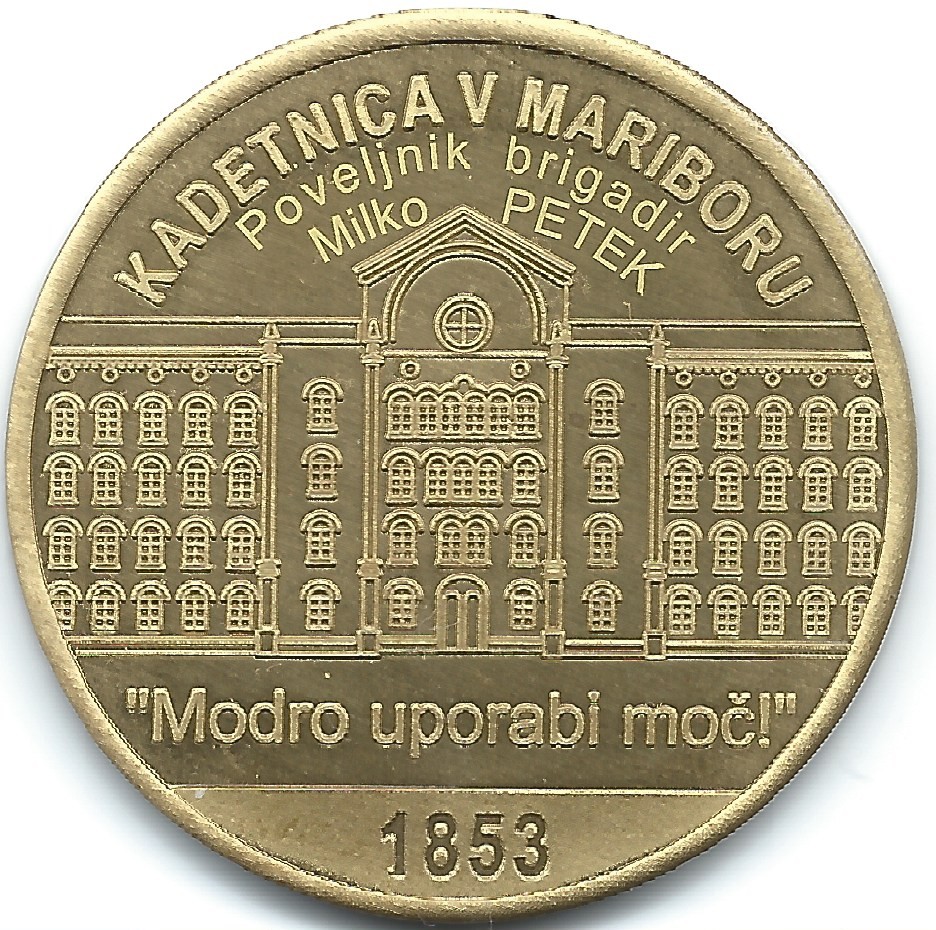 KADETNICA V MARIBORU
Poveljnik brigadir
Milko PETEK
"Modro uporabi moč!"
1853